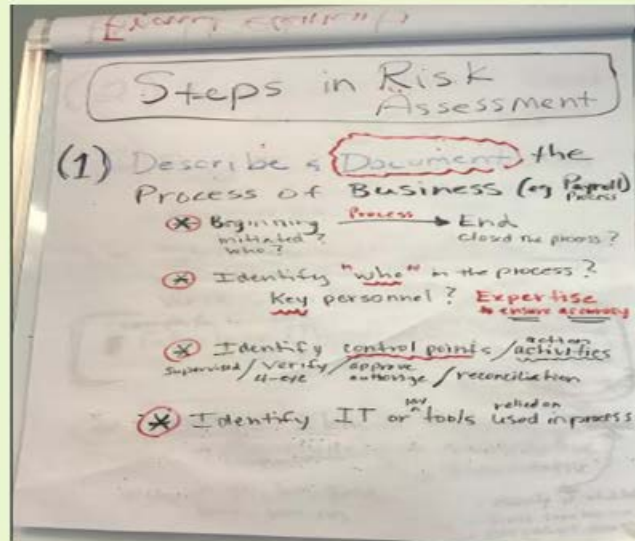 Steps in Risk
Assessment
(1) Describe & Document the
Process of Business (eg Payroll Process)
* Beginning Process → End
initiated? closed the process?
who?
* Identify "who" in the process?
Key personnel? Expertise
to ensure accuracy
* Identify control points / action activities
supervised / verify / approve / reconciliation
4-eye authorize
* Identify IT or any tools relied on used in process